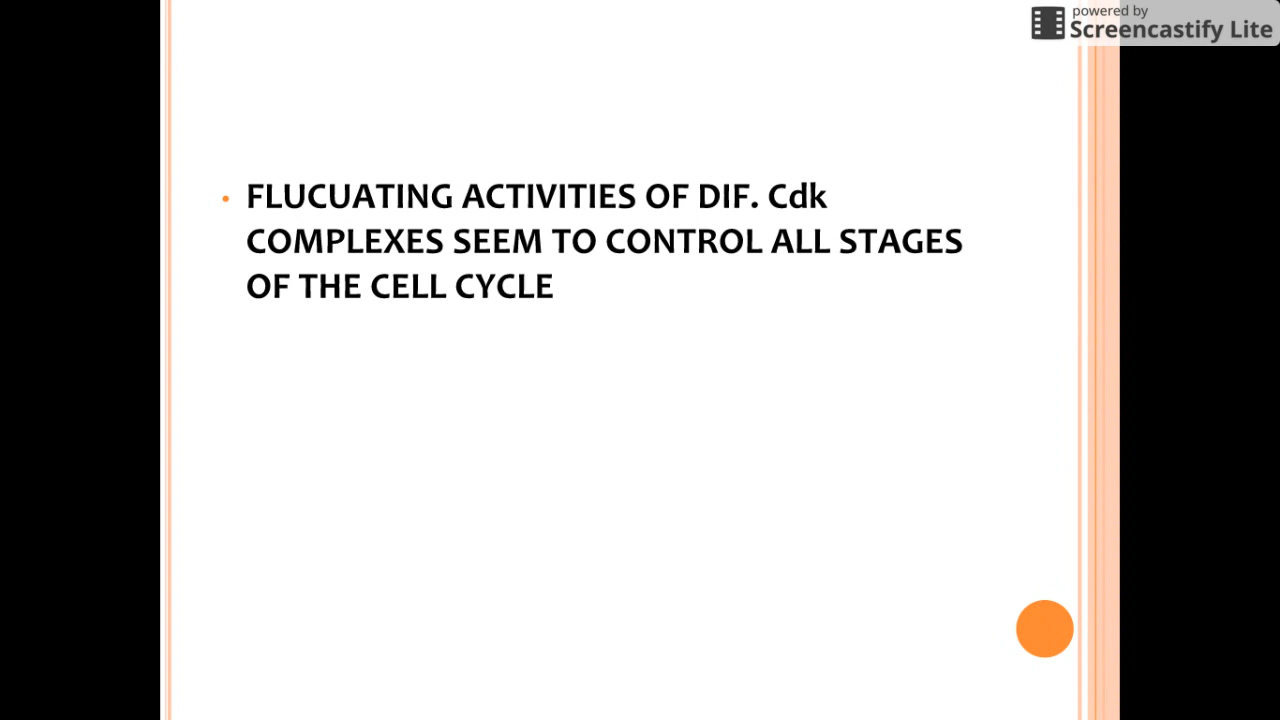 powered by
Screencastify Lite
• FLUCUATING ACTIVITIES OF DIF. Cdk
COMPLEXES SEEM TO CONTROL ALL STAGES
OF THE CELL CYCLE